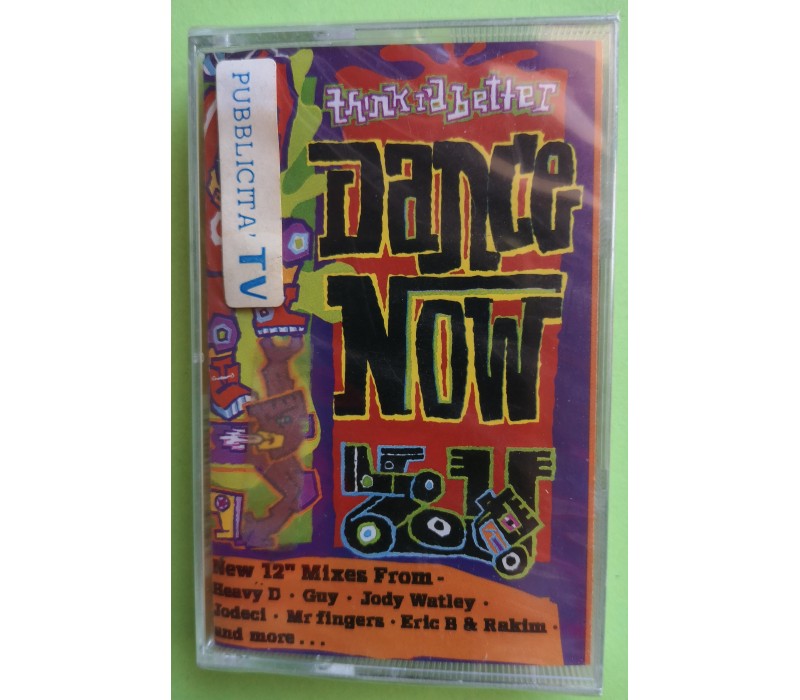 PUBBLICITA' TV
think i'd better
Dance
Now
New 12" Mixes From -
Heavy D · Guy · Jody Watley ·
Jodeci · Mr fingers · Eric B & Rakim ·
and more . . .